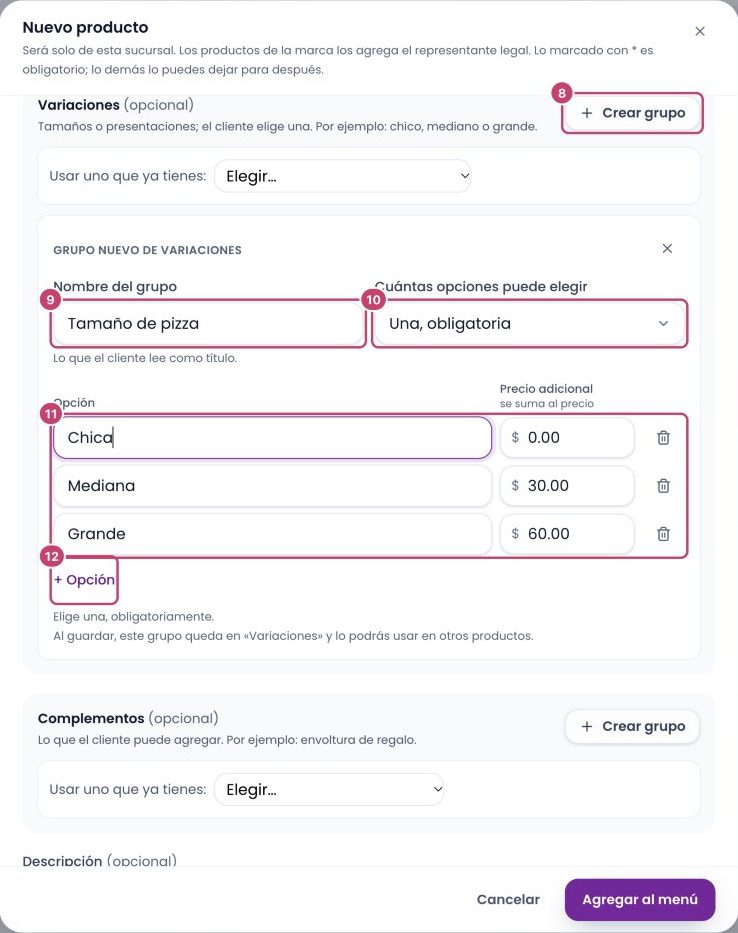 Nuevo producto
Será solo de esta sucursal. Los productos de la marca los agrega el representante legal. Lo marcado con * es
obligatorio; lo demás lo puedes dejar para después.
Variaciones (opcional)
8
+ Crear grupo
Tamaños o presentaciones; el cliente elige una. Por ejemplo: chico, mediano o grande.
Usar uno que ya tienes: Elegir...
GRUPO NUEVO DE VARIACIONES
Nombre del grupo
Cuántas opciones puede elegir
9
10
Tamaño de pizza
Una, obligatoria
Lo que el cliente lee como título.
Opción
Precio adicional
se suma al precio
11
Chica $ 0.00
Mediana $ 30.00
Grande $ 60.00
12
+ Opción
Elige una, obligatoriamente.
Al guardar, este grupo queda en «Variaciones» y lo podrás usar en otros productos.
Complementos (opcional)
+ Crear grupo
Lo que el cliente puede agregar. Por ejemplo: envoltura de regalo.
Usar uno que ya tienes: Elegir...
Descripción (opcional)
Cancelar
Agregar al menú